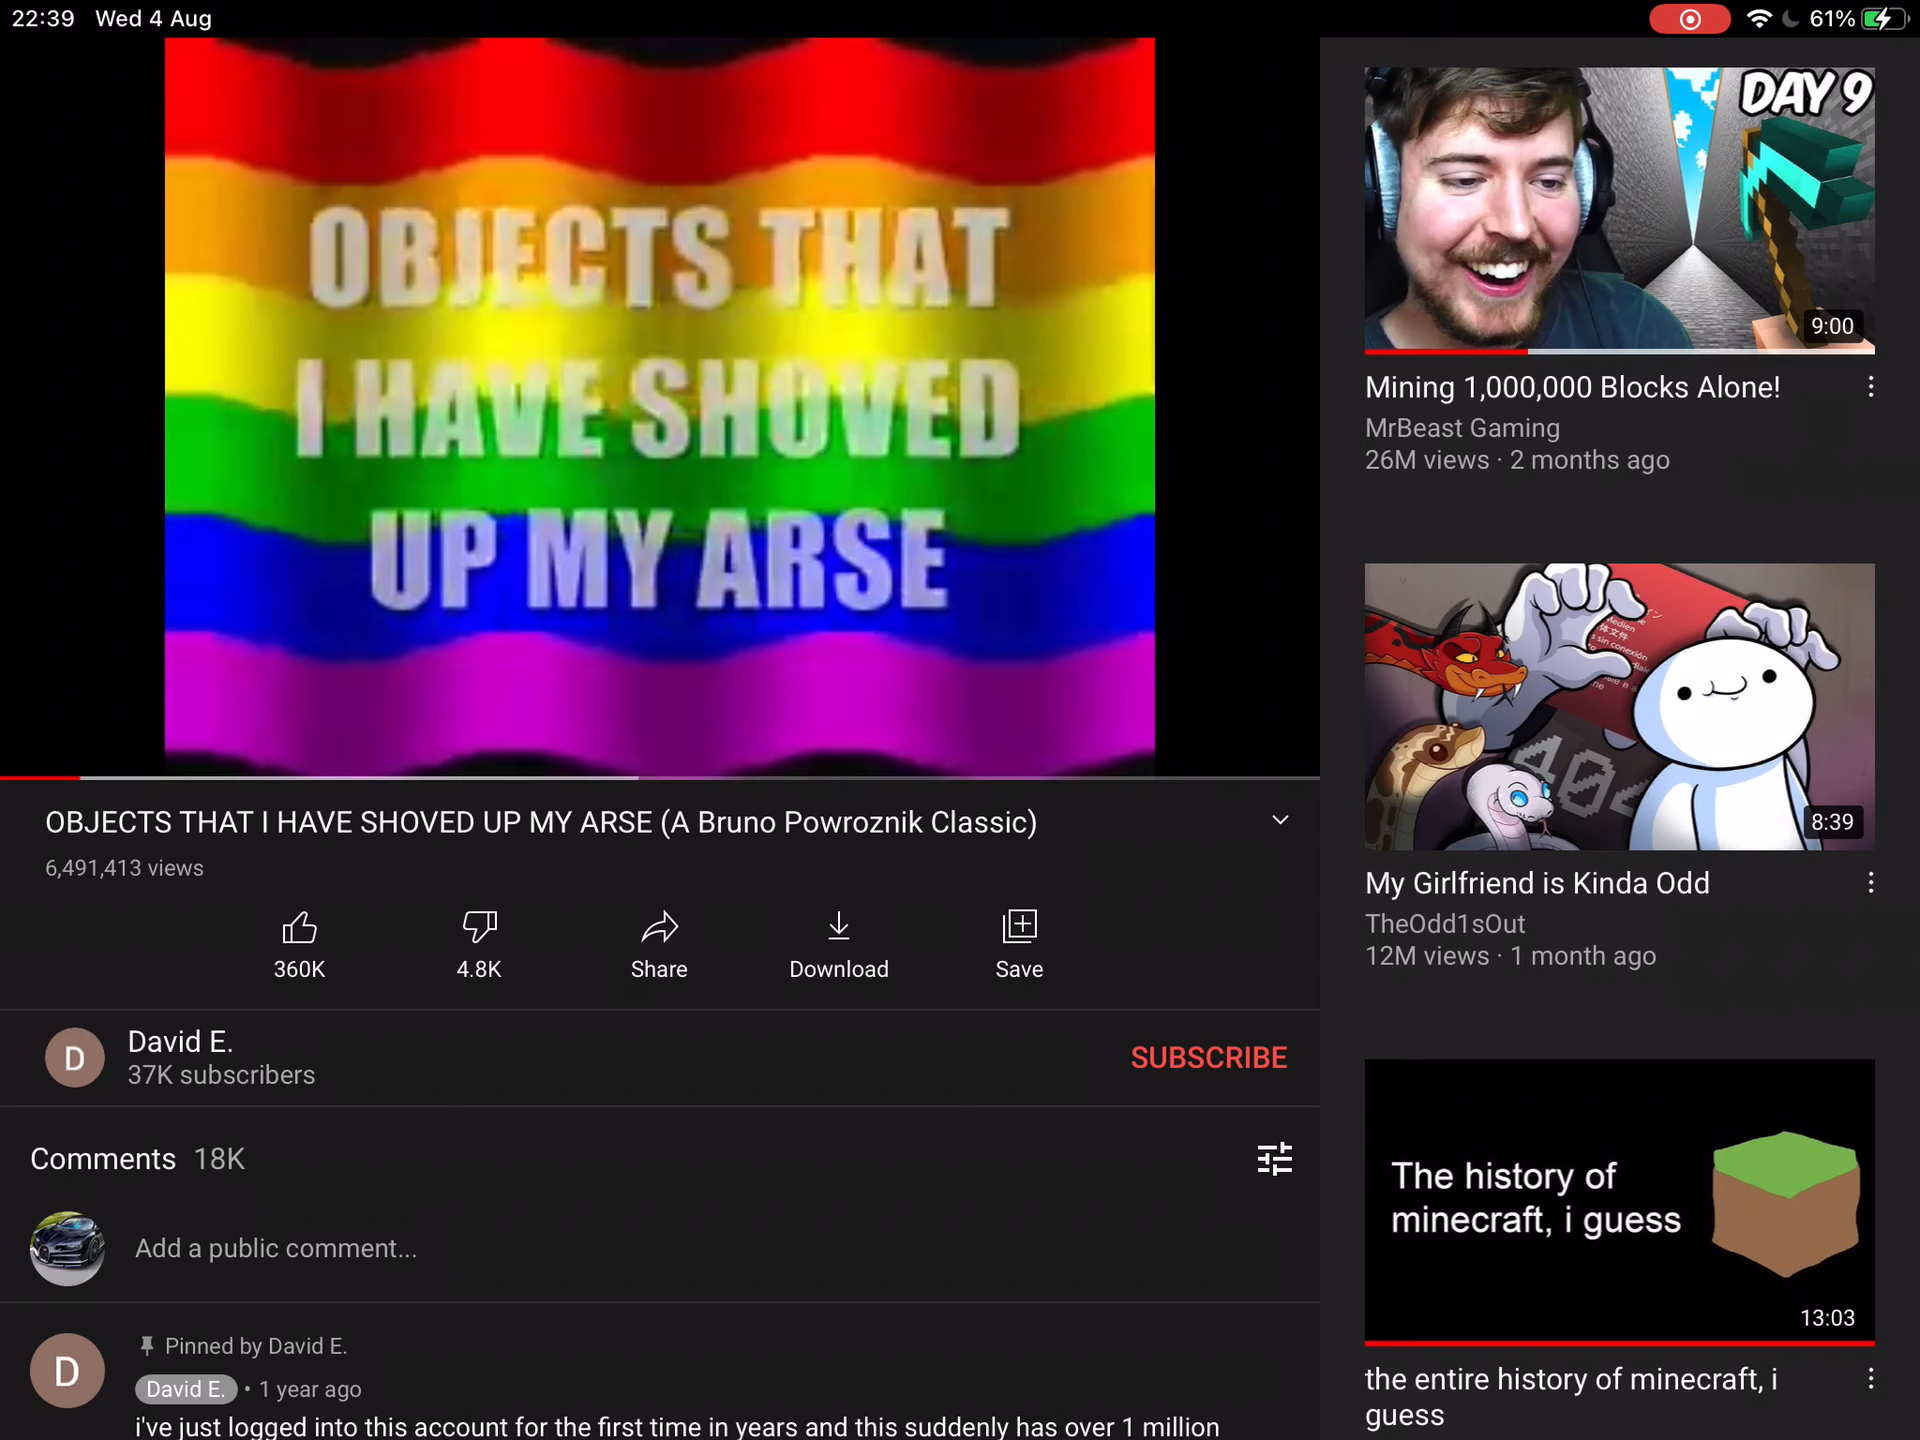 22:39 Wed 4 Aug
61%
OBJECTS THAT
I HAVE SHOVED
UP MY ARSE
OBJECTS THAT I HAVE SHOVED UP MY ARSE (A Bruno Powroznik Classic)
6,491,413 views
360K
4.8K
Share
Download
Save
D
David E.
37K subscribers
SUBSCRIBE
Comments 18K
Add a public comment...
D
Pinned by David E.
David E. • 1 year ago
i've just logged into this account for the first time in years and this suddenly has over 1 million
DAY 9
9:00
Mining 1,000,000 Blocks Alone!
MrBeast Gaming
26M views · 2 months ago
404
8:39
My Girlfriend is Kinda Odd
TheOdd1sOut
12M views · 1 month ago
The history of
minecraft, i guess
13:03
the entire history of minecraft, i
guess